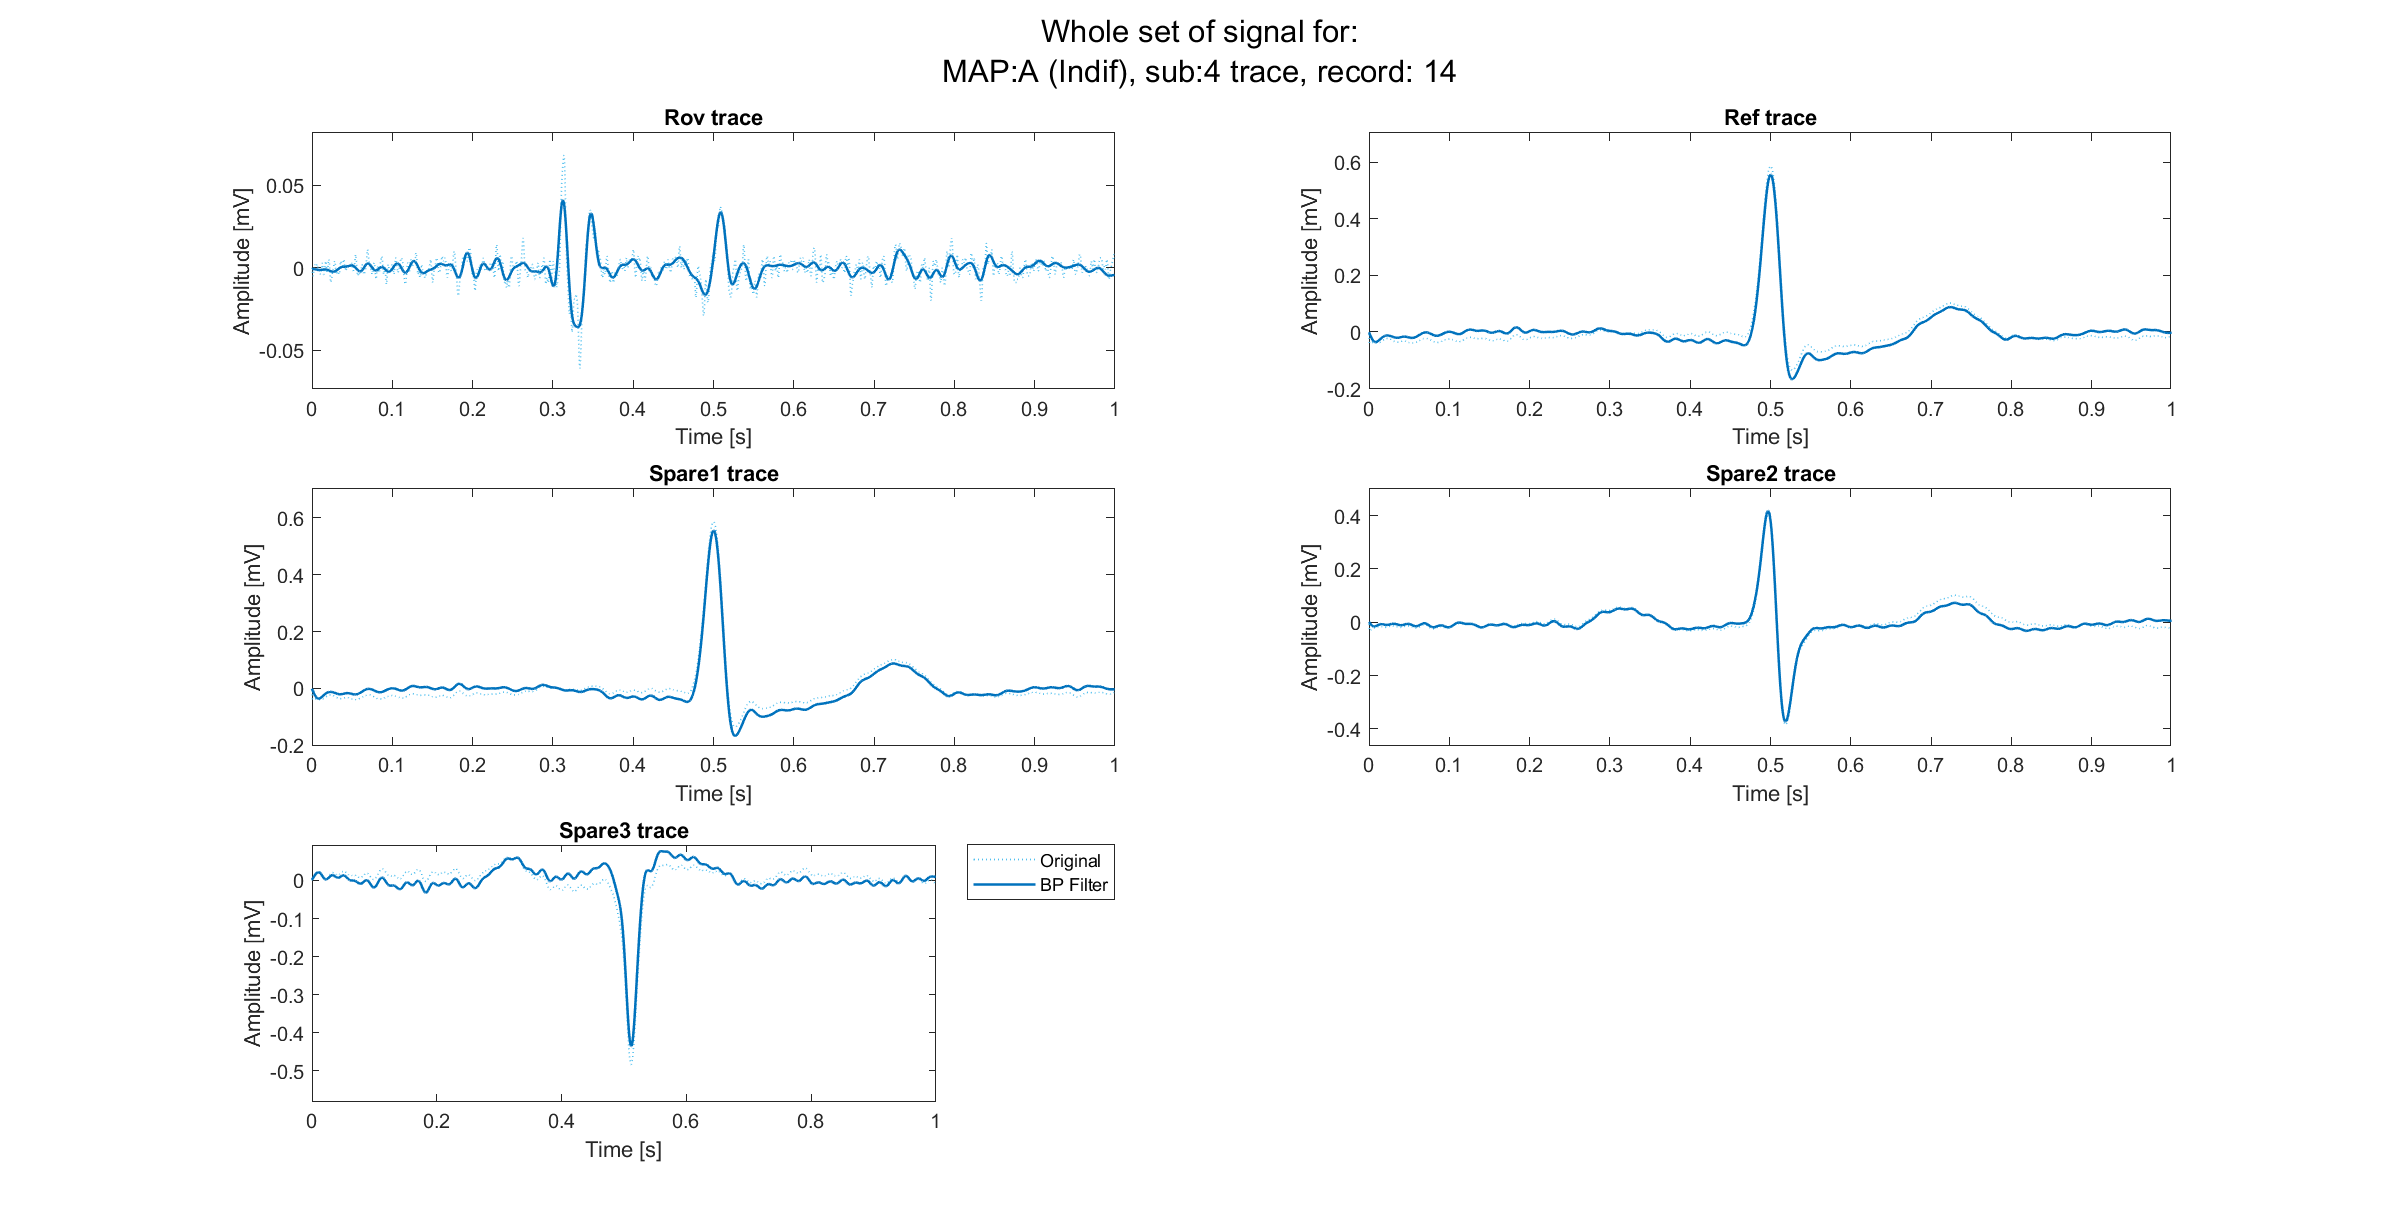 Whole set of signal for:
MAP:A (Indif), sub:4 trace, record: 14
Rov trace
Amplitude [mV]
0.05
0
-0.05
0 0.1 0.2 0.3 0.4 0.5 0.6 0.7 0.8 0.9 1
Time [s]
Ref trace
Amplitude [mV]
0.6
0.4
0.2
0
-0.2
0 0.1 0.2 0.3 0.4 0.5 0.6 0.7 0.8 0.9 1
Time [s]
Spare1 trace
Amplitude [mV]
0.6
0.4
0.2
0
-0.2
0 0.1 0.2 0.3 0.4 0.5 0.6 0.7 0.8 0.9 1
Time [s]
Spare2 trace
Amplitude [mV]
0.4
0.2
0
-0.2
-0.4
0 0.1 0.2 0.3 0.4 0.5 0.6 0.7 0.8 0.9 1
Time [s]
Spare3 trace
Amplitude [mV]
0
-0.1
-0.2
-0.3
-0.4
-0.5
0 0.2 0.4 0.6 0.8 1
Time [s]
Original
BP Filter